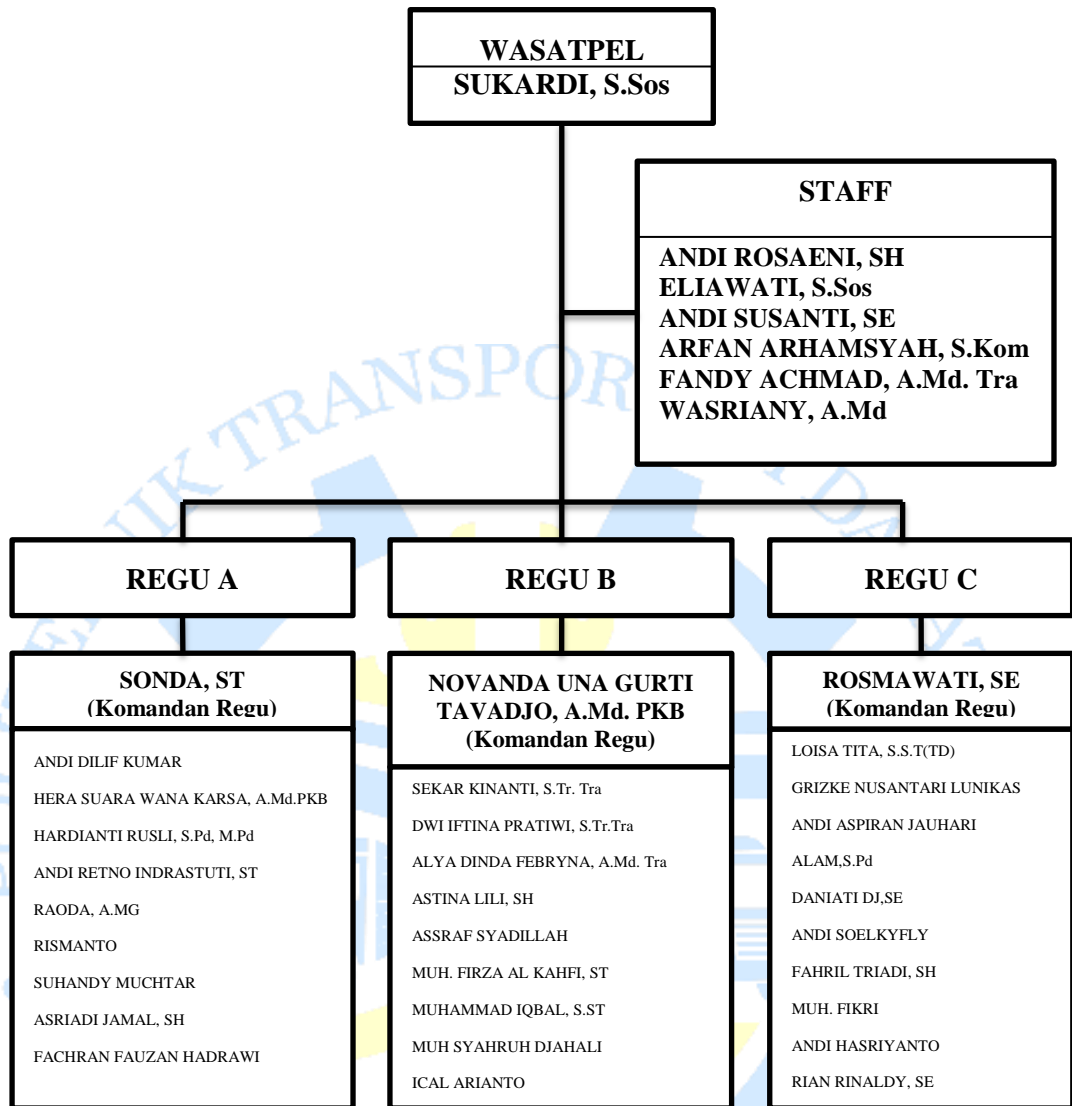 WASATPEL
SUKARDI, S.Sos
STAFF
ANDI ROSAENI, SH
ELIAWATI, S.Sos
ANDI SUSANTI, SE
ARFAN ARHAMSYAH, S.Kom
FANDY ACHMAD, A.Md. Tra
WASRIANY, A.Md
REGU A
SONDA, ST
(Komandan Regu)
ANDI DILIF KUMAR
HERA SUARA WANA KARSA, A.Md.PKB
HARDIANTI RUSLI, S.Pd, M.Pd
ANDI RETNO INDRASTUTI, ST
RAODA, A.MG
RISMANTO
SUHANDY MUCHTAR
ASRIADI JAMAL, SH
FACHRAN FAUZAN HADRAWI
REGU B
NOVANDA UNA GURTI
TAVADJO, A.Md. PKB
(Komandan Regu)
SEKAR KINANTI, S.Tr. Tra
DWI IFTINA PRATIWI, S.Tr.Tra
ALYA DINDA FEBRYNA, A.Md. Tra
ASTINA LILI, SH
ASSRAF SYADILLAH
MUH. FIRZA AL KAHFI, ST
MUHAMMAD IQBAL, S.ST
MUH SYAHRUH DJAHALI
ICAL ARIANTO
REGU C
ROSMAWATI, SE
(Komandan Regu)
LOISA TITA, S.S.T(TD)
GRIZKE NUSANTARI LUNIKAS
ANDI ASPIRAN JAUHARI
ALAM,S.Pd
DANIATI DJ,SE
ANDI SOELKYFLY
FAHRIL TRIADI, SH
MUH. FIKRI
ANDI HASRIYANTO
RIAN RINALDY, SE